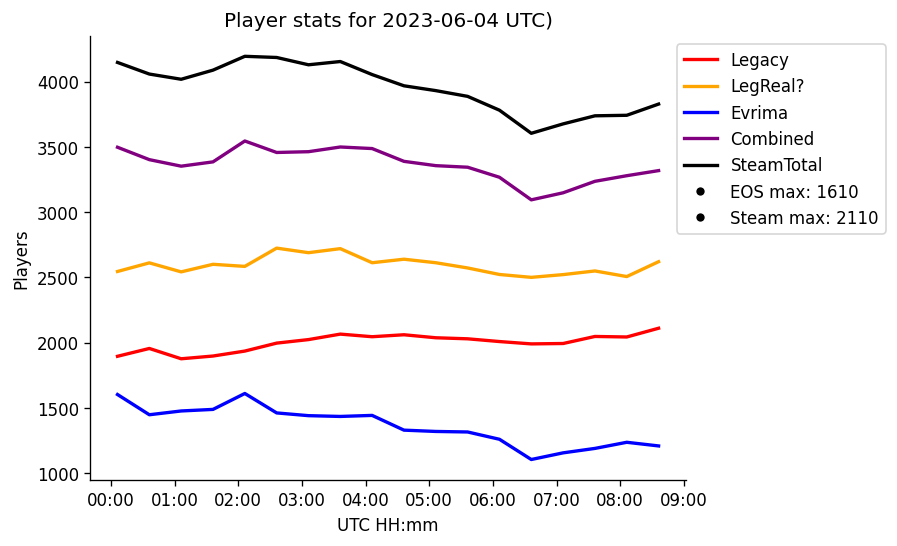 Player stats for 2023-06-04 UTC)
Legacy
LegReal?
Evrima
Combined
SteamTotal
EOS max: 1610
Steam max: 2110
4000
3500
3000
2500
2000
1500
1000
Players
00:00 01:00 02:00 03:00 04:00 05:00 06:00 07:00 08:00 09:00
UTC HH:mm